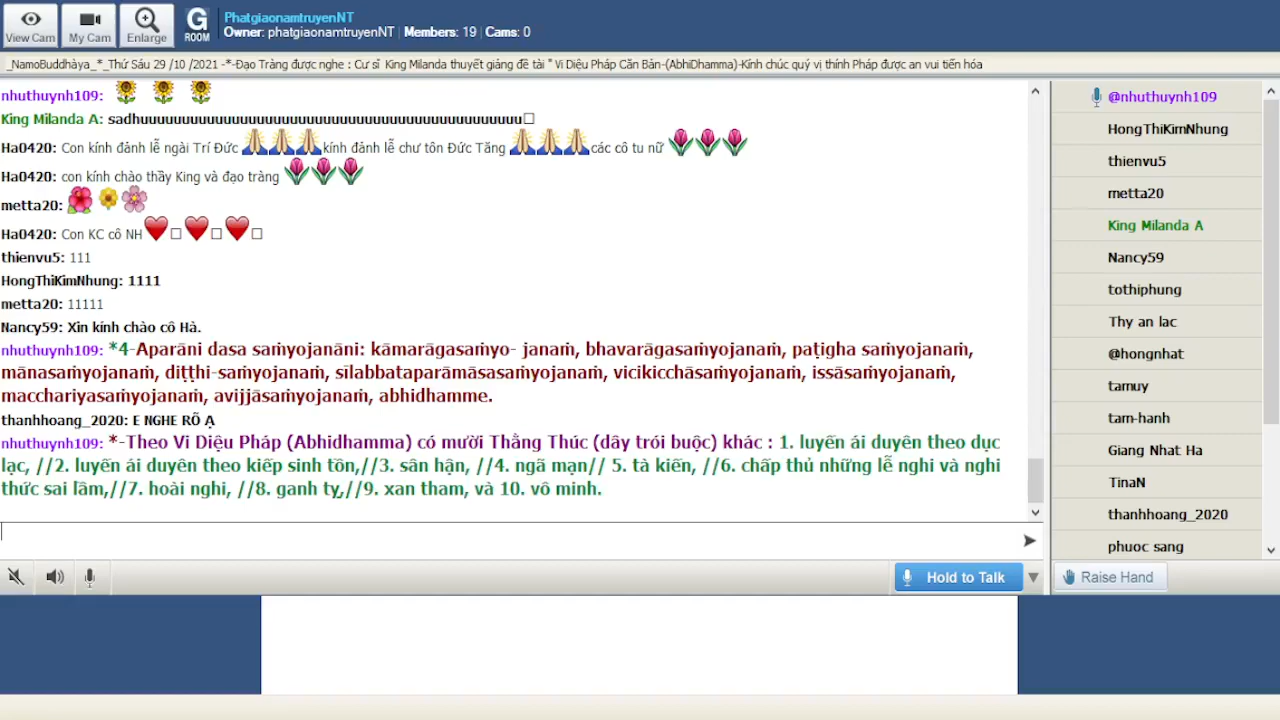 View Cam
My Cam
Enlarge
G
ROOM
PhatgiaonamtruyenNT
Owner: phatgiaonamtruyenNT | Members: 19 | Cams: 0
_NamoBuddhàya_*_Thứ Sáu 29 /10 /2021 -*-Đạo Tràng được nghe : Cư sĩ King Milanda thuyết giảng đề tài " Vi Diệu Pháp Căn Bản-(AbhiDhamma)-Kính chúc quý vị thính Pháp được an vui tiến hóa
nhuthuynh109:
King Milanda A: sadhuuuuuuuuuuuuuuuuuuuuuuuuuuuuuuuuuuuuuuuuuuuuuu
Ha0420: Con kính đảnh lễ ngài Trí Đức kính đảnh lễ chư tôn Đức Tăng các cô tu nữ
Ha0420: con kính chào thầy King và đạo tràng
metta20:
Ha0420: Con KC cô NH
thienvu5: 111
HongThiKimNhung: 1111
metta20: 11111
Nancy59: Xin kính chào cô Hà.
nhuthuynh109: *4-Aparāni dasa saṁyojanāni: kāmarāgasaṁyo- janaṁ, bhavarāgasaṁyojanaṁ, paṭigha saṁyojanaṁ,
mānasaṁyojanaṁ, diṭṭhi-saṁyojanaṁ, sīlabbataparāmāsasaṁyojanaṁ, vicikicchāsaṁyojanaṁ, issāsaṁyojanaṁ,
macchariyasaṁyojanaṁ, avijjāsaṁyojanaṁ, abhidhamme.
thanhhoang_2020: E NGHE RÕ Ạ
nhuthuynh109: *-Theo Vi Diệu Pháp (Abhidhamma) có mười Thằng Thúc (dây trói buộc) khác : 1. luyến ái duyên theo dục
lạc, //2. luyến ái duyên theo kiếp sinh tồn,//3. sân hận, //4. ngã mạn// 5. tà kiến, //6. chấp thủ những lễ nghi và nghi
thức sai lầm,//7. hoài nghi, //8. ganh tỵ,//9. xan tham, và 10. vô minh.
@nhuthuynh109
HongThiKimNhung
thienvu5
metta20
King Milanda A
Nancy59
tothiphung
Thy an lac
@hongnhat
tamuy
tam-hanh
Giang Nhat Ha
TinaN
thanhhoang_2020
phuoc sang
Hold to Talk
Raise Hand